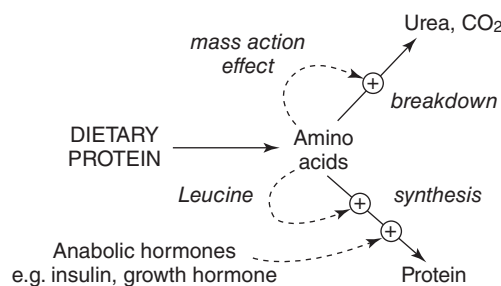 Urea, CO₂
mass action
effect
+
breakdown
DIETARY
PROTEIN
Amino
acids
Leucine
synthesis
+
+
Anabolic hormones
e.g. insulin, growth hormone
Protein